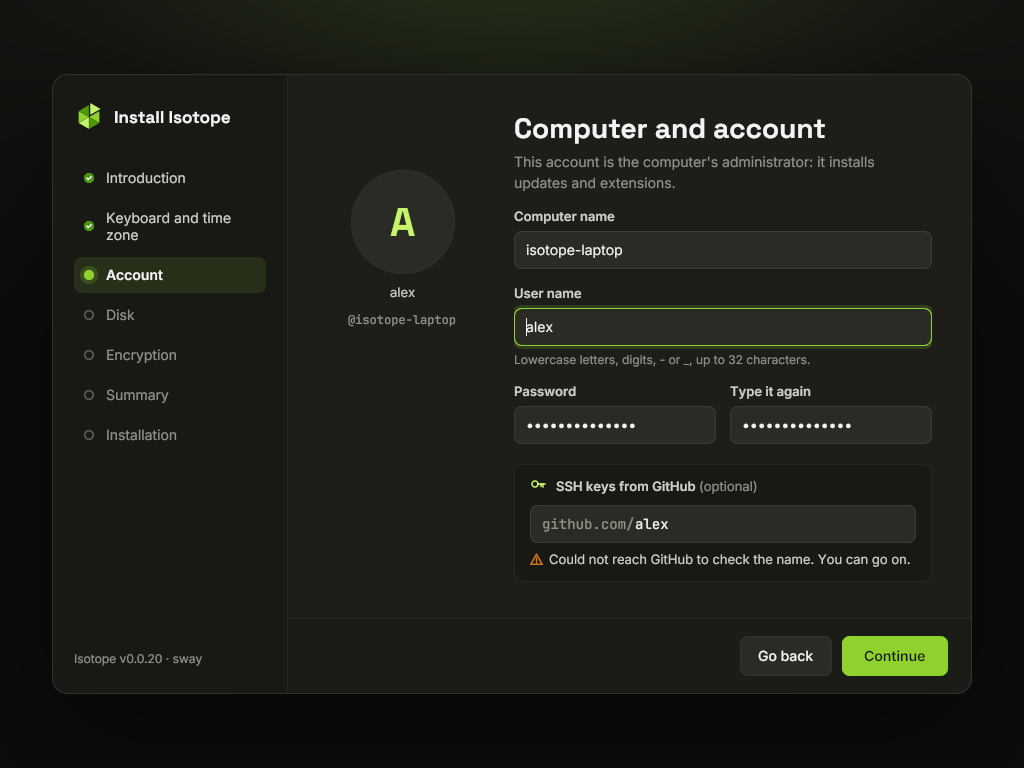 Install Isotope
Introduction
Keyboard and time
zone
Account
Disk
Encryption
Summary
Installation
Isotope v0.0.20 · sway
A
alex
@isotope-laptop
Computer and account
This account is the computer's administrator: it installs
updates and extensions.
Computer name
isotope-laptop
User name
alex
Lowercase letters, digits, - or _, up to 32 characters.
Password
Type it again
••••••••••••••
••••••••••••••
SSH keys from GitHub (optional)
github.com/alex
Could not reach GitHub to check the name. You can go on.
Go back
Continue